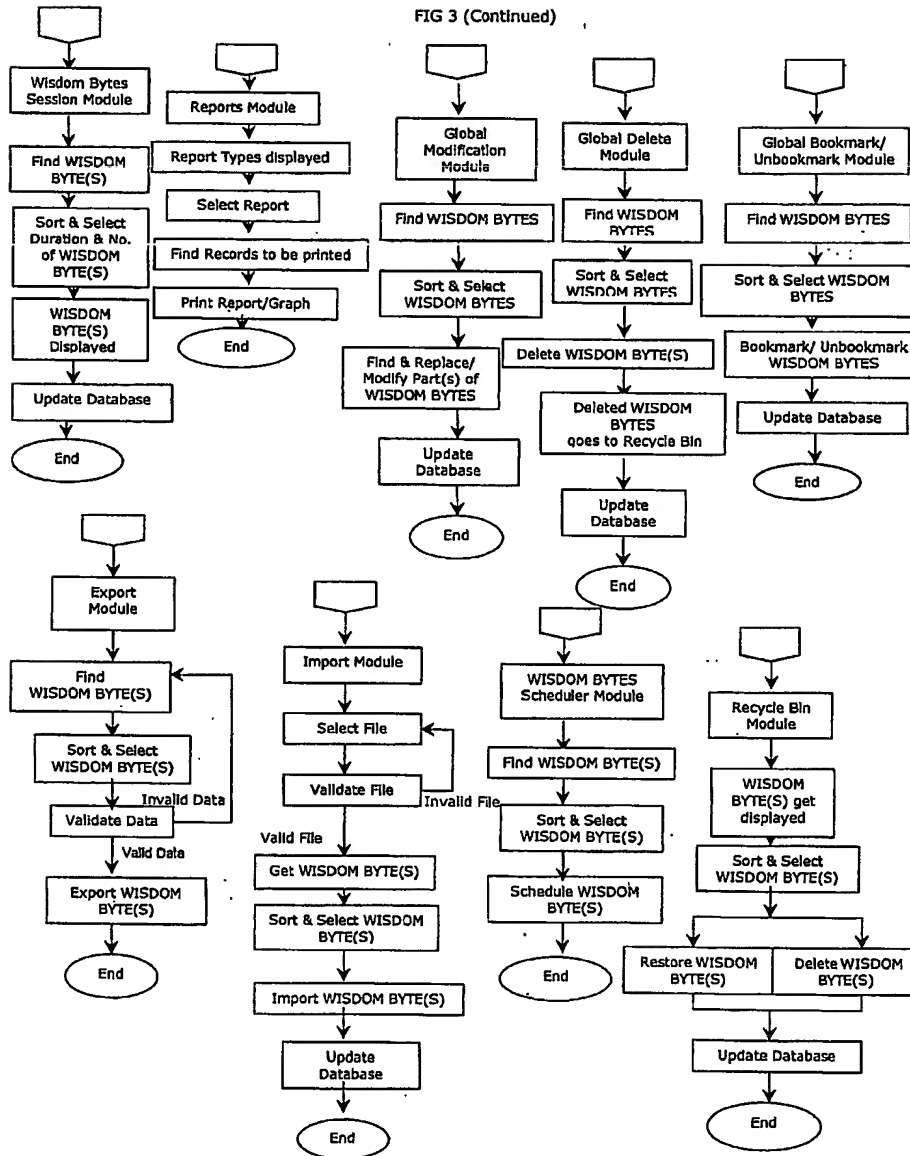 FIG 3 (Continued)
Wisdom Bytes
Session Module
Find WISDOM
BYTE(S)
Sort & Select
Duration & No.
of WISDOM
BYTE(S)
WISDOM
BYTE(S)
Displayed
Update Database
End
Reports Module
Report Types displayed
Select Report
Find Records to be printed
Print Report/Graph
End
Global
Modification
Module
Find WISDOM BYTES
Sort & Select
WISDOM BYTES
Find & Replace/
Modify Part(s) of
WISDOM BYTES
Update
Database
End
Global Delete
Module
Find WISDOM
BYTES
Sort & Select
WISDOM BYTES
Delete WISDOM BYTE(S)
Deleted WISDOM
BYTES
goes to Recycle Bin
Update
Database
End
Global Bookmark/
Unbookmark Module
Find WISDOM BYTES
Sort & Select WISDOM
BYTES
Bookmark/ Unbookmark
WISDOM BYTES
Update Database
End
Export
Module
Find
WISDOM BYTE(S)
Sort & Select
WISDOM BYTE(S)
Invalid Data
Validate Data
Valid Data
Export WISDOM
BYTE(S)
End
Import Module
Select File
Validate File
Invalid File
Valid File
Get WISDOM BYTE(S)
Sort & Select WISDOM
BYTE(S)
Import WISDOM BYTE(S)
Update
Database
End
WISDOM BYTES
Scheduler Module
Find WISDOM BYTE(S)
Sort & Select
WISDOM BYTE(S)
Schedule WISDOM
BYTE(S)
End
Recycle Bin
Module
WISDOM
BYTE(S) get
displayed
Sort & Select
WISDOM BYTE(S)
Restore WISDOM
BYTE(S)
Delete WISDOM
BYTE(S)
Update Database
End